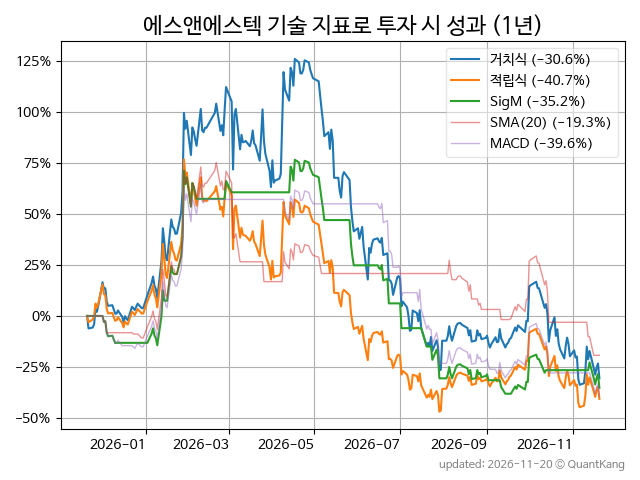 에스앤에스텍 기술 지표로 투자 시 성과 (1년)
125%
100%
75%
50%
25%
0%
−25%
−50%
거치식 (−30.6%)
적립식 (−40.7%)
SigM (−35.2%)
SMA(20) (−19.3%)
MACD (−39.6%)
2026-01
2026-03
2026-05
2026-07
2026-09
2026-11
updated: 2026-11-20 © QuantKang